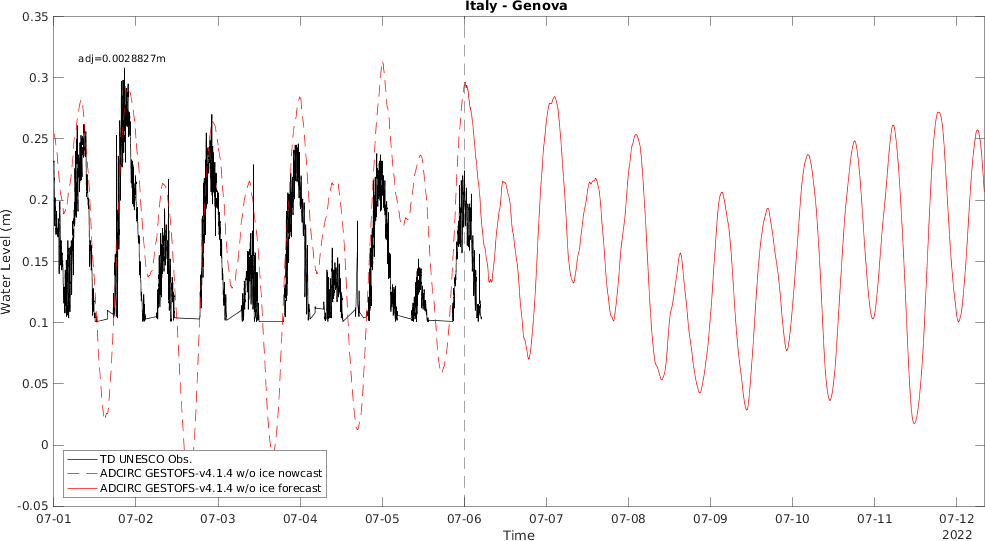 Italy - Genova
adj=0.0028827m
Water Level (m)
0.35
0.3
0.25
0.2
0.15
0.1
0.05
0
-0.05
TD UNESCO Obs.
ADCIRC GESTOFS-v4.1.4 w/o ice nowcast
ADCIRC GESTOFS-v4.1.4 w/o ice forecast
07-01 07-02 07-03 07-04 07-05 07-06 07-07 07-08 07-09 07-10 07-11 07-12
Time
2022